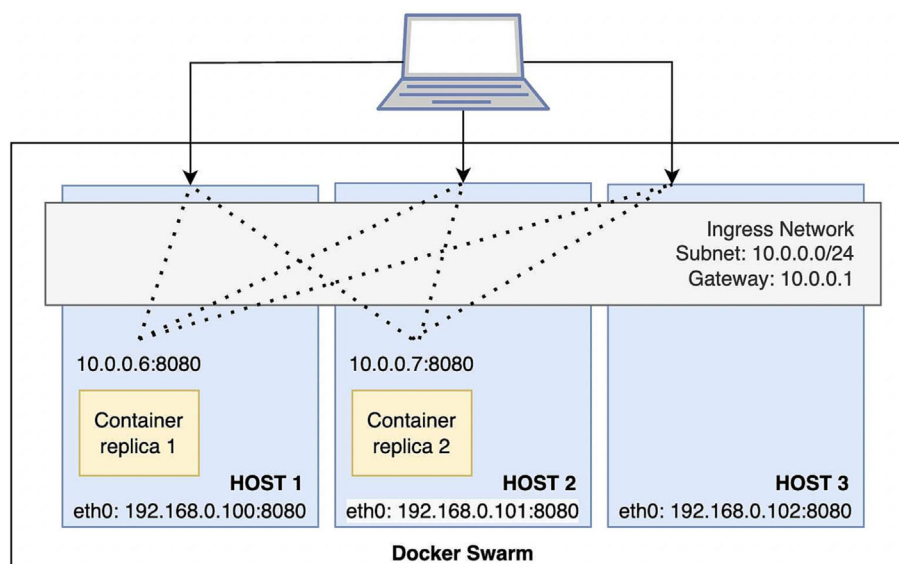 Ingress Network
Subnet: 10.0.0.0/24
Gateway: 10.0.0.1
10.0.0.6:8080
10.0.0.7:8080
Container
replica 1
Container
replica 2
HOST 1
HOST 2
HOST 3
eth0: 192.168.0.100:8080
eth0: 192.168.0.101:8080
eth0: 192.168.0.102:8080
Docker Swarm